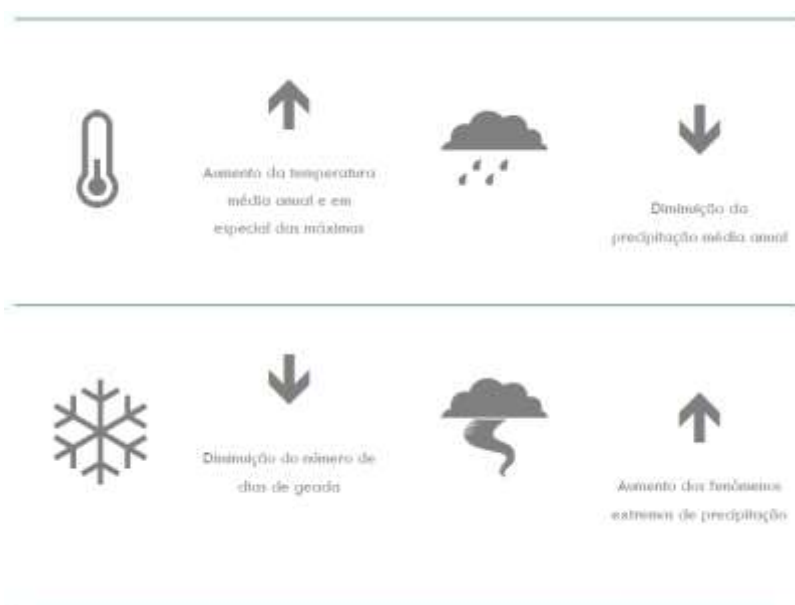 Aumento da temperatura
média anual e em
especial das máximas
Diminuição da
precipitação média anual
Diminuição do número de
dias de geada
Aumento dos fenómenos
extremos de precipitação